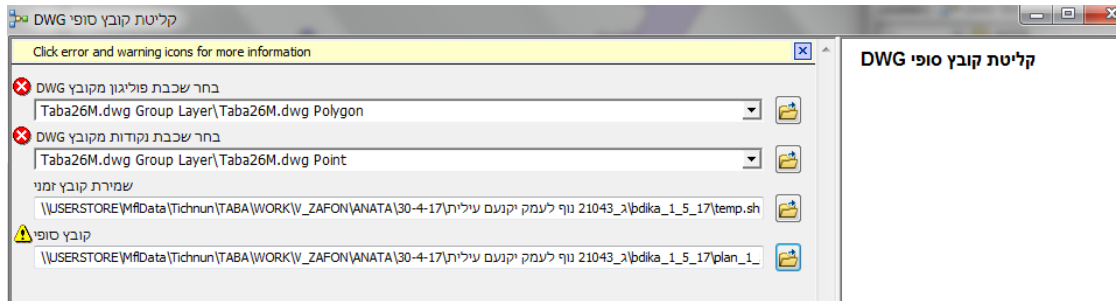 קליטת קובץ סופי DWG
Click error and warning icons for more information
קליטת קובץ סופי DWG
בחר שכבת פוליגון מקובץ DWG
Taba26M.dwg Group Layer\Taba26M.dwg Polygon
בחר שכבת נקודות מקובץ DWG
Taba26M.dwg Group Layer\Taba26M.dwg Point
שמירת קובץ זמני
\\USERSTORE\MflData\Tichnun\TABA\WORK\V_ZAFON\ANATA\30-4-17\ג_21043 נוף לעמק יקנעם עילית\bdika_1_5_17\temp.sh
קובץ סופי
\\USERSTORE\MflData\Tichnun\TABA\WORK\V_ZAFON\ANATA\30-4-17\ג_21043 נוף לעמק יקנעם עילית\bdika_1_5_17\plan_1_